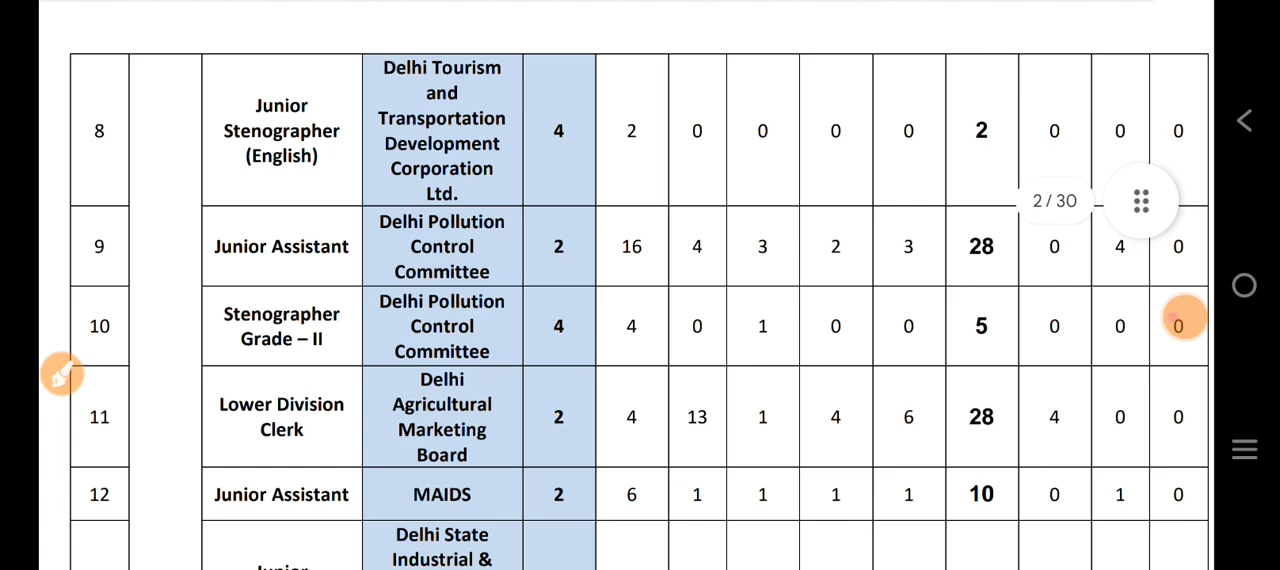 8 Junior Stenographer (English) Delhi Tourism and Transportation Development Corporation Ltd. 4 2 0 0 0 0 2 0 0 0
2 / 30
9 Junior Assistant Delhi Pollution Control Committee 2 16 4 3 2 3 28 0 4 0
10 Stenographer Grade – II Delhi Pollution Control Committee 4 4 0 1 0 0 5 0 0 0
11 Lower Division Clerk Delhi Agricultural Marketing Board 2 4 13 1 4 6 28 4 0 0
12 Junior Assistant MAIDS 2 6 1 1 1 1 10 0 1 0
Delhi State
Industrial &